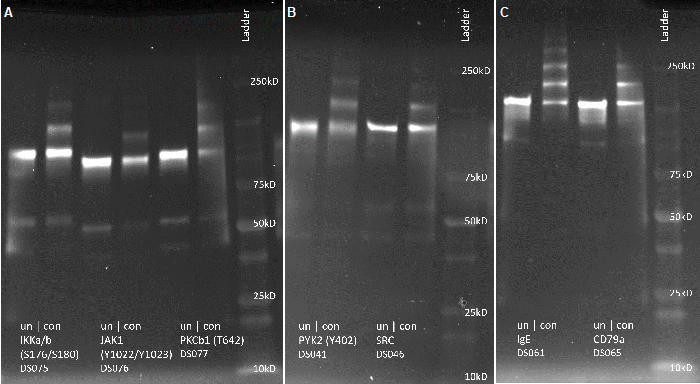 A
Ladder
250kD
75kD
50kD
25kD
10kD
un | con
IKKa/b
(S176/S180)
DS075
un | con
JAK1
(Y1022/Y1023)
DS076
un | con
PKCb1 (T642)
DS077
B
Ladder
250kD
75kD
50kD
25kD
10kD
un | con
PYK2 (Y402)
DS041
un | con
SRC
DS046
C
Ladder
250kD
75kD
50kD
25kD
10kD
un | con
IgE
DS061
un | con
CD79a
DS065